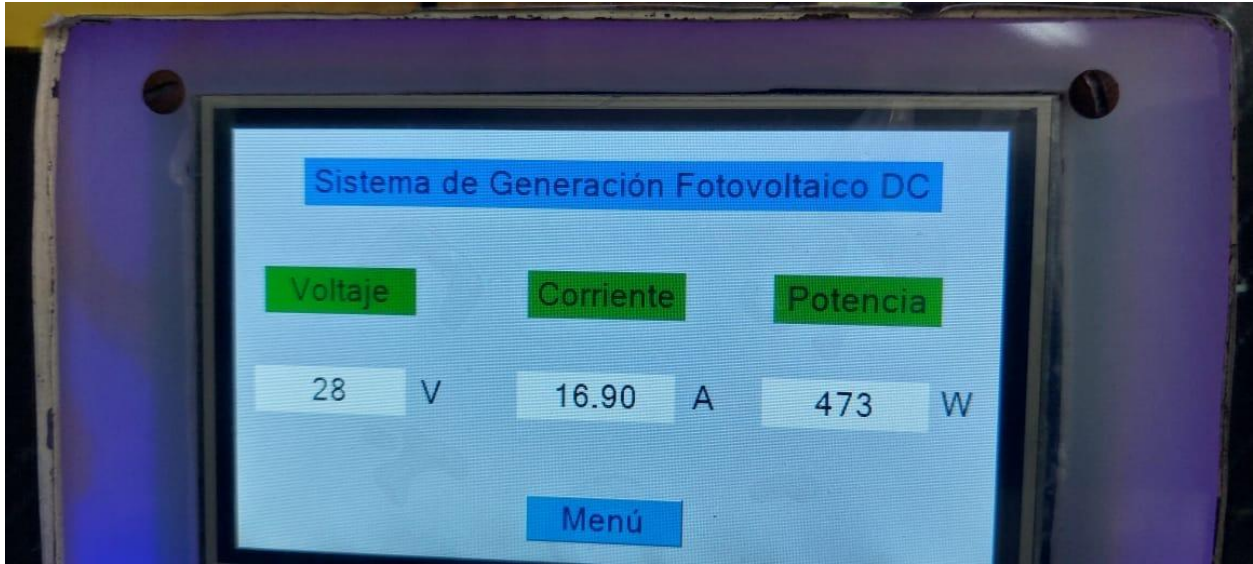 Sistema de Generación Fotovoltaico DC
Voltaje Corriente Potencia
28 V 16.90 A 473 W
Menú